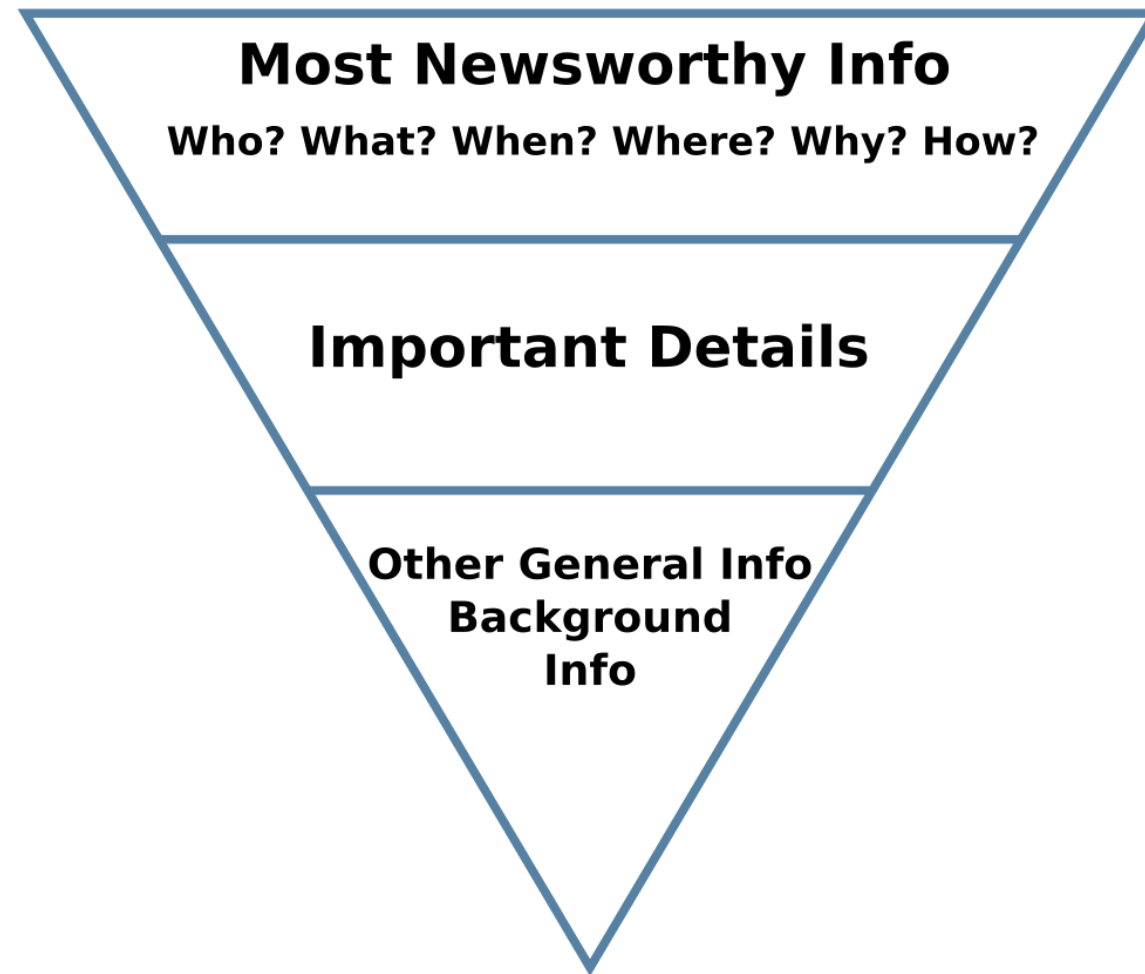 Most Newsworthy Info
Who? What? When? Where? Why? How?
Important Details
Other General Info
Background
Info